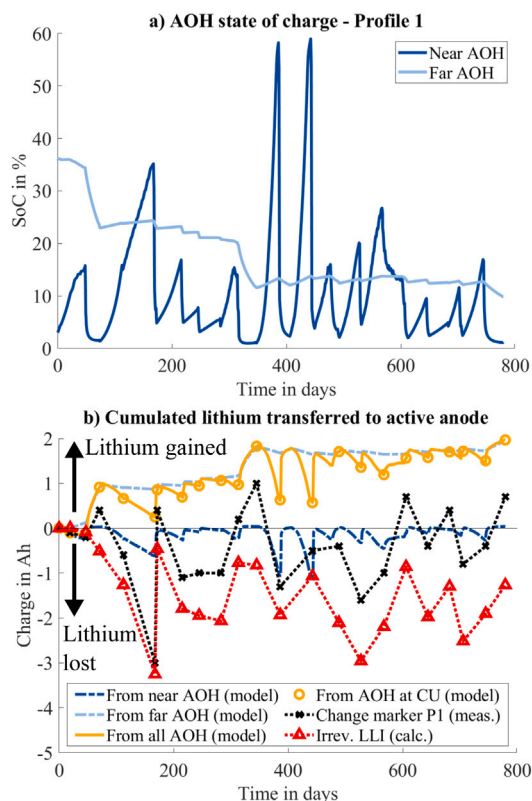 a) AOH state of charge - Profile 1
60
50
40
30
20
10
0
SoC in %
Near AOH
Far AOH
0 200 400 600 800
Time in days
b) Cumulated lithium transferred to active anode
2
1
0
-1
-2
-3
-4
-5
Charge in Ah
Lithium gained
Lithium
lost
From near AOH (model)
From far AOH (model)
From all AOH (model)
From AOH at CU (model)
Change marker P1 (meas.)
Irrev. LLI (calc.)
0 200 400 600 800
Time in days